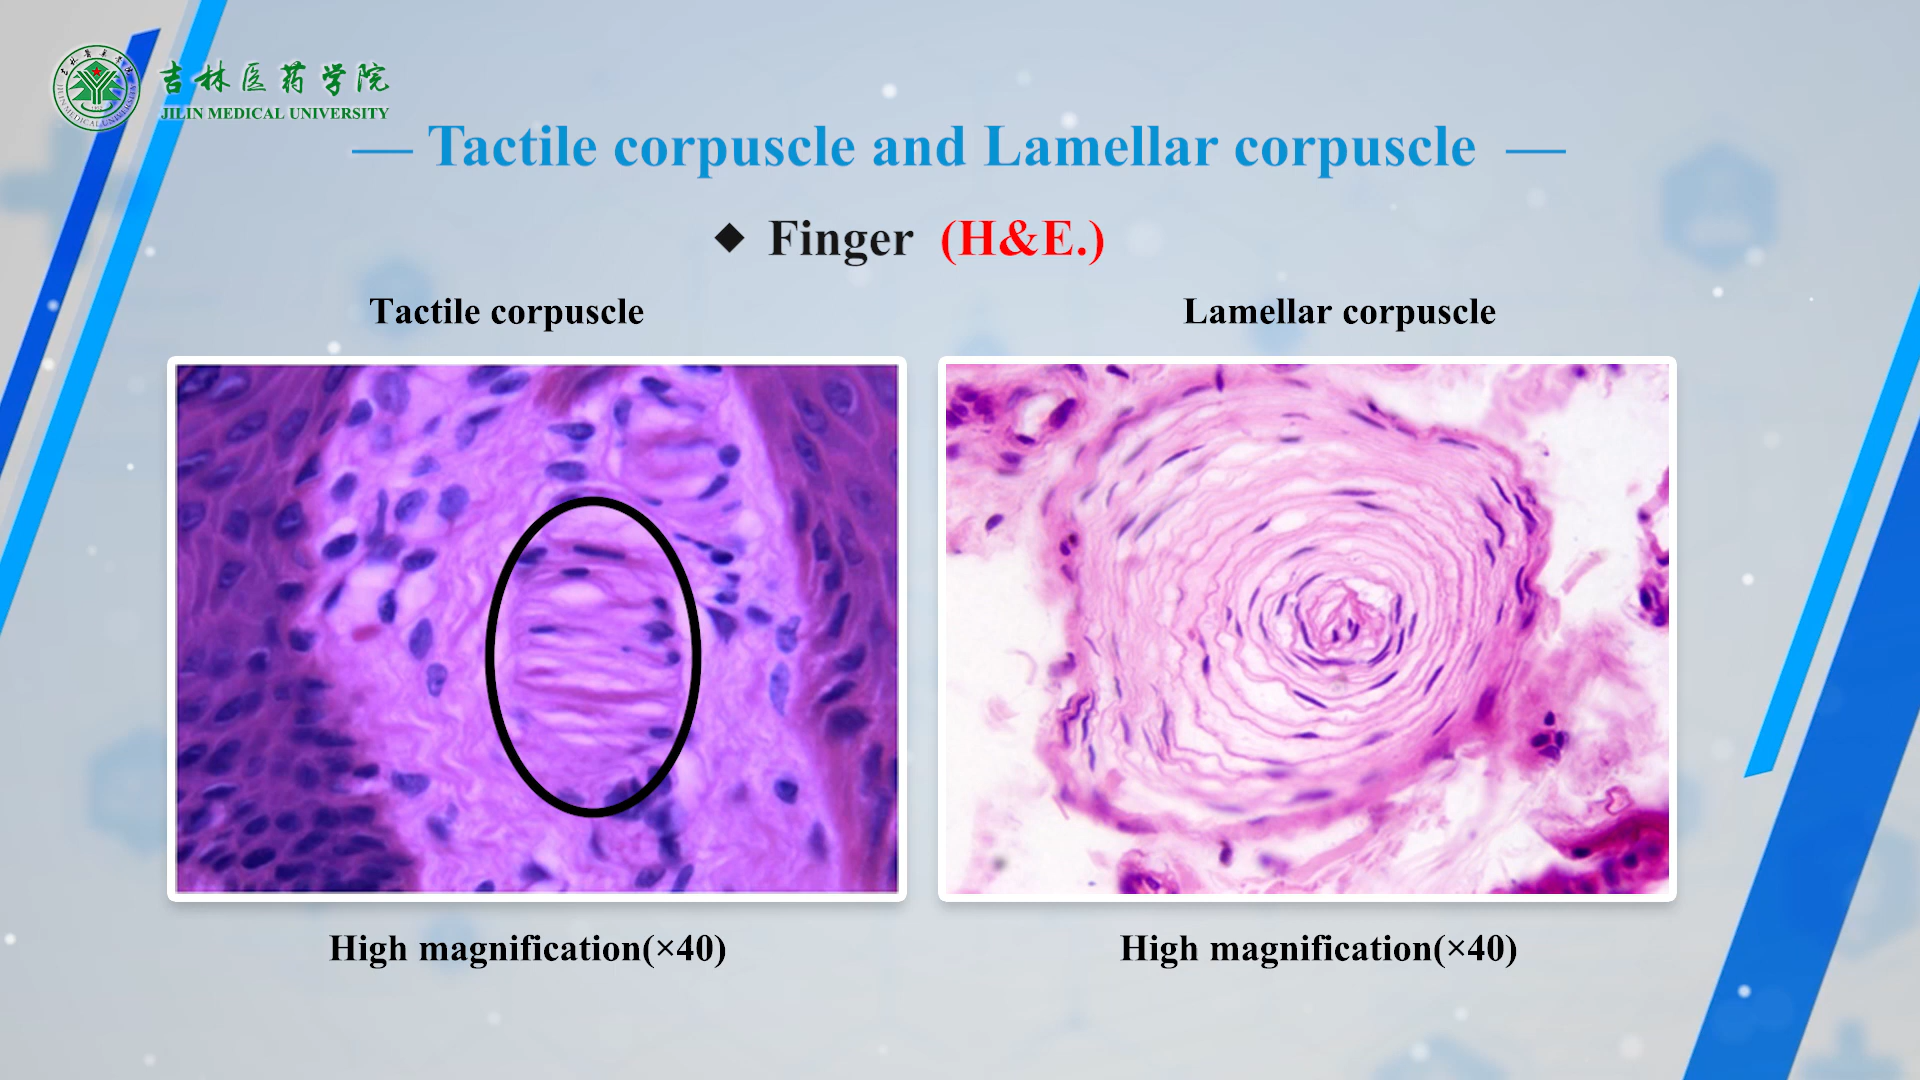 吉林医药学院
JILIN MEDICAL UNIVERSITY
— Tactile corpuscle and Lamellar corpuscle —
◆ Finger (H&E.)
Tactile corpuscle
Lamellar corpuscle
High magnification(×40)
High magnification(×40)